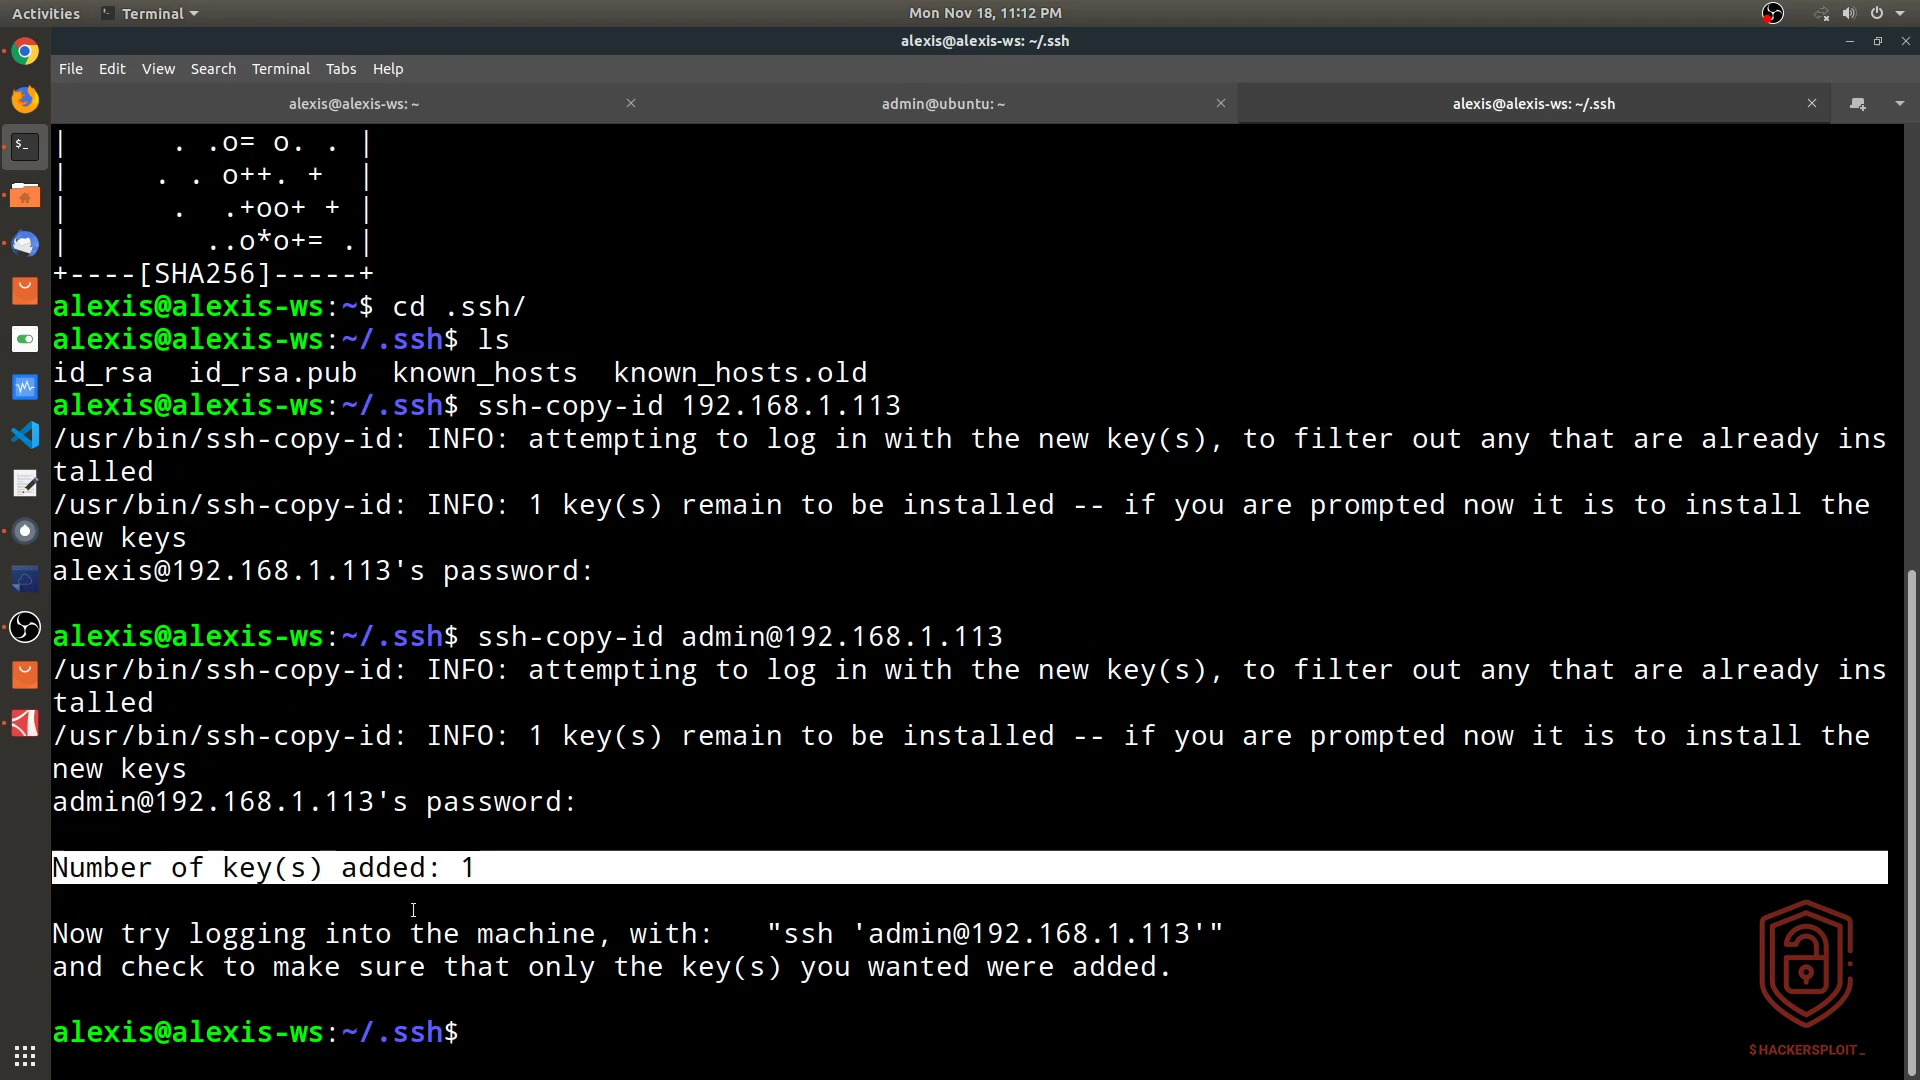 Activities Terminal Mon Nov 18, 11:12 PM
alexis@alexis-ws: ~/.ssh
File Edit View Search Terminal Tabs Help
alexis@alexis-ws: ~ admin@ubuntu: ~ alexis@alexis-ws: ~/.ssh
|       . .o= o. . |
|      . . o++. +  |
|       .  .+oo+ + |
|         ..o*o+= .|
+----[SHA256]-----+
alexis@alexis-ws:~$ cd .ssh/
alexis@alexis-ws:~/.ssh$ ls
id_rsa  id_rsa.pub  known_hosts  known_hosts.old
alexis@alexis-ws:~/.ssh$ ssh-copy-id 192.168.1.113
/usr/bin/ssh-copy-id: INFO: attempting to log in with the new key(s), to filter out any that are already ins
talled
/usr/bin/ssh-copy-id: INFO: 1 key(s) remain to be installed -- if you are prompted now it is to install the
new keys
alexis@192.168.1.113's password:
alexis@alexis-ws:~/.ssh$ ssh-copy-id admin@192.168.1.113
/usr/bin/ssh-copy-id: INFO: attempting to log in with the new key(s), to filter out any that are already ins
talled
/usr/bin/ssh-copy-id: INFO: 1 key(s) remain to be installed -- if you are prompted now it is to install the
new keys
admin@192.168.1.113's password:
Number of key(s) added: 1
Now try logging into the machine, with:   "ssh 'admin@192.168.1.113'"
and check to make sure that only the key(s) you wanted were added.
alexis@alexis-ws:~/.ssh$
$HACKERSPLOIT_